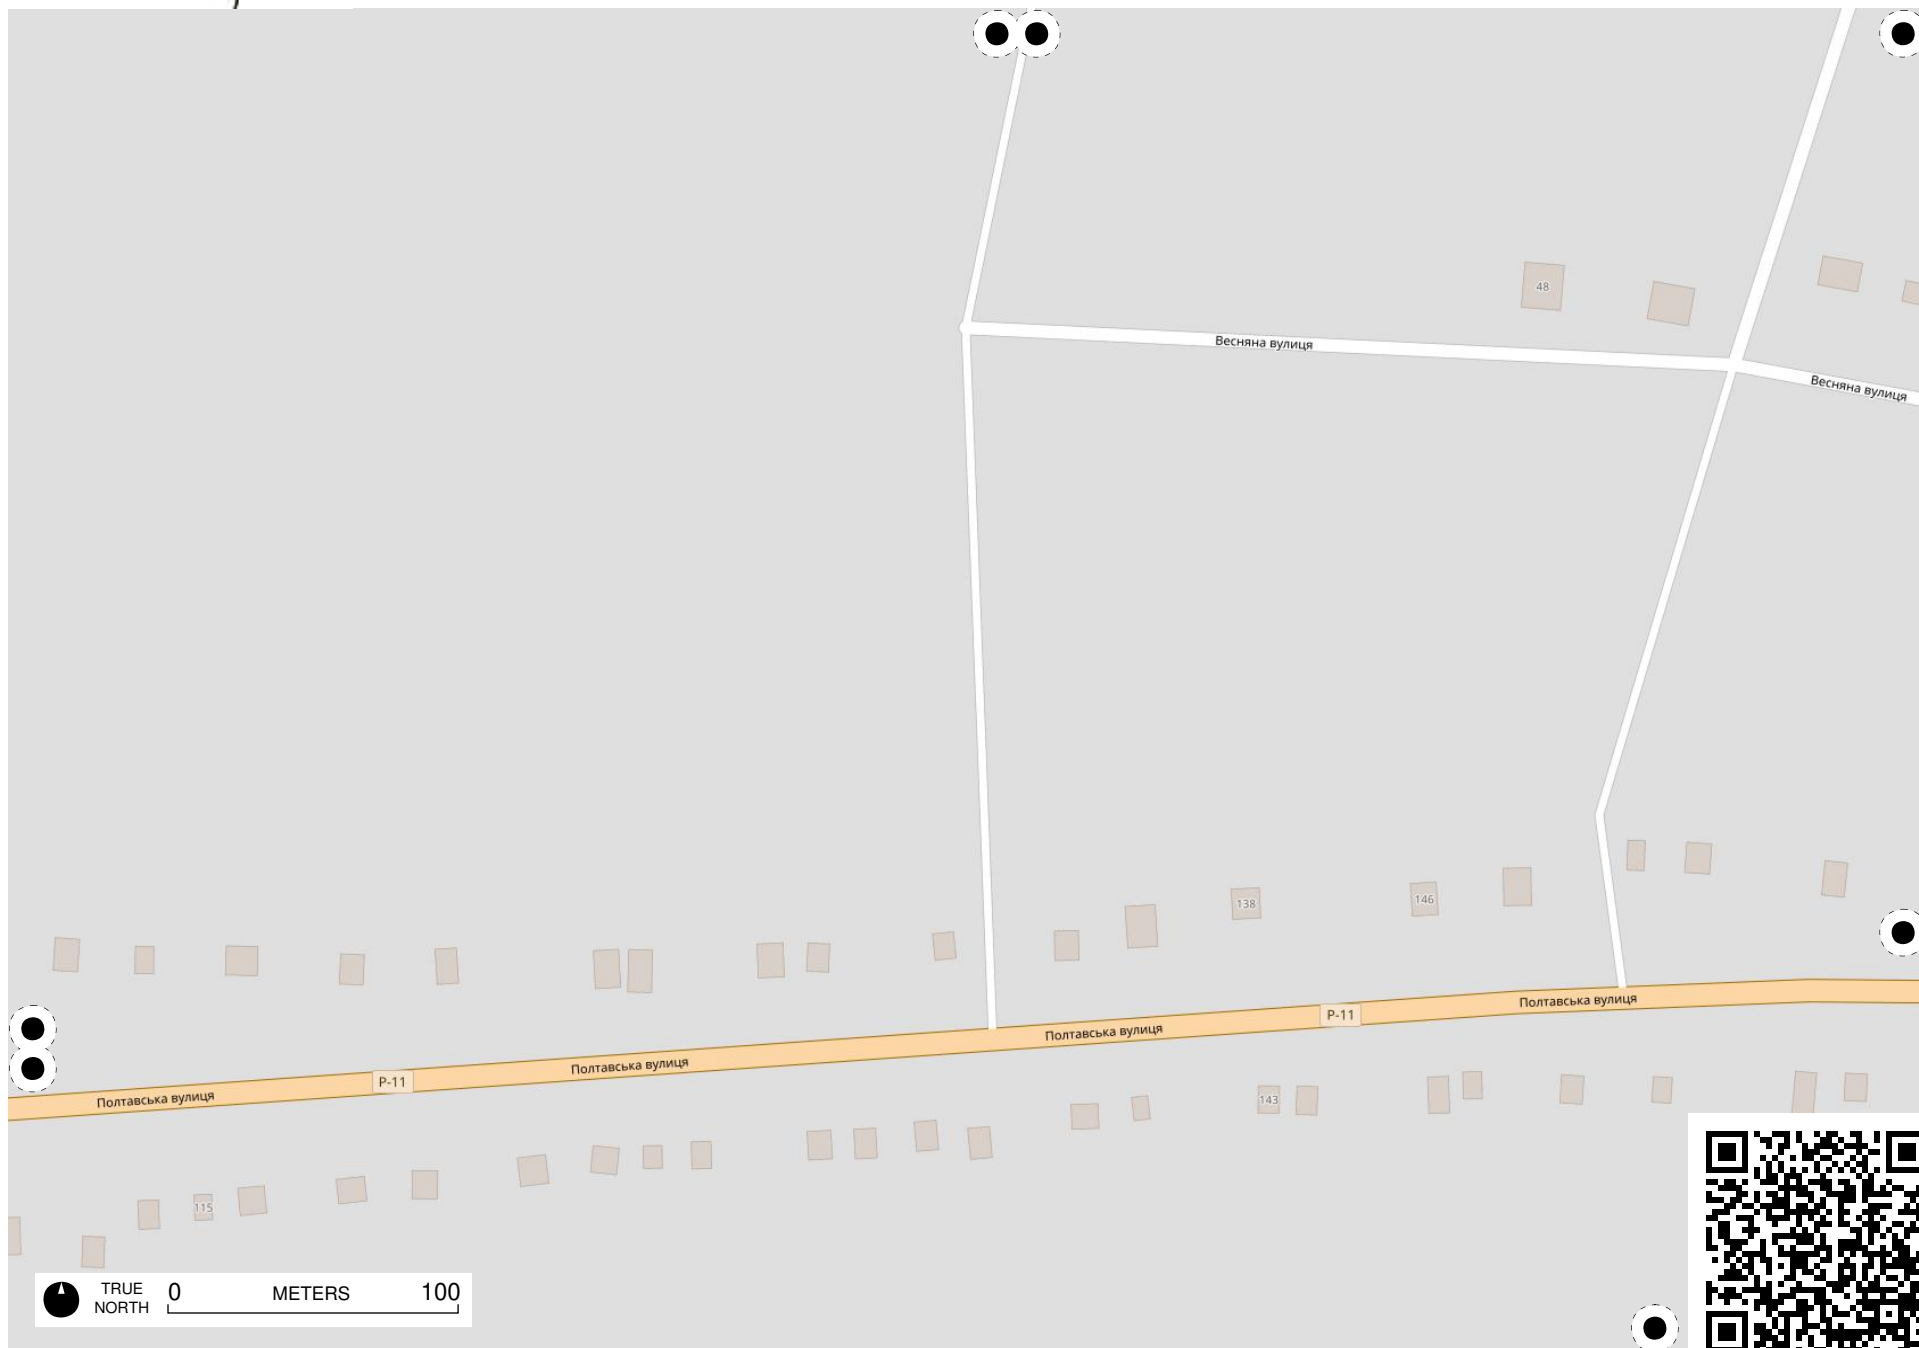 48
Весняна вулиця
Весняна вулиця
138
146
Полтавська вулиця
Р-11
Полтавська вулиця
Полтавська вулиця
Р-11
Полтавська вулиця
143
115
TRUE NORTH
0 METERS 100